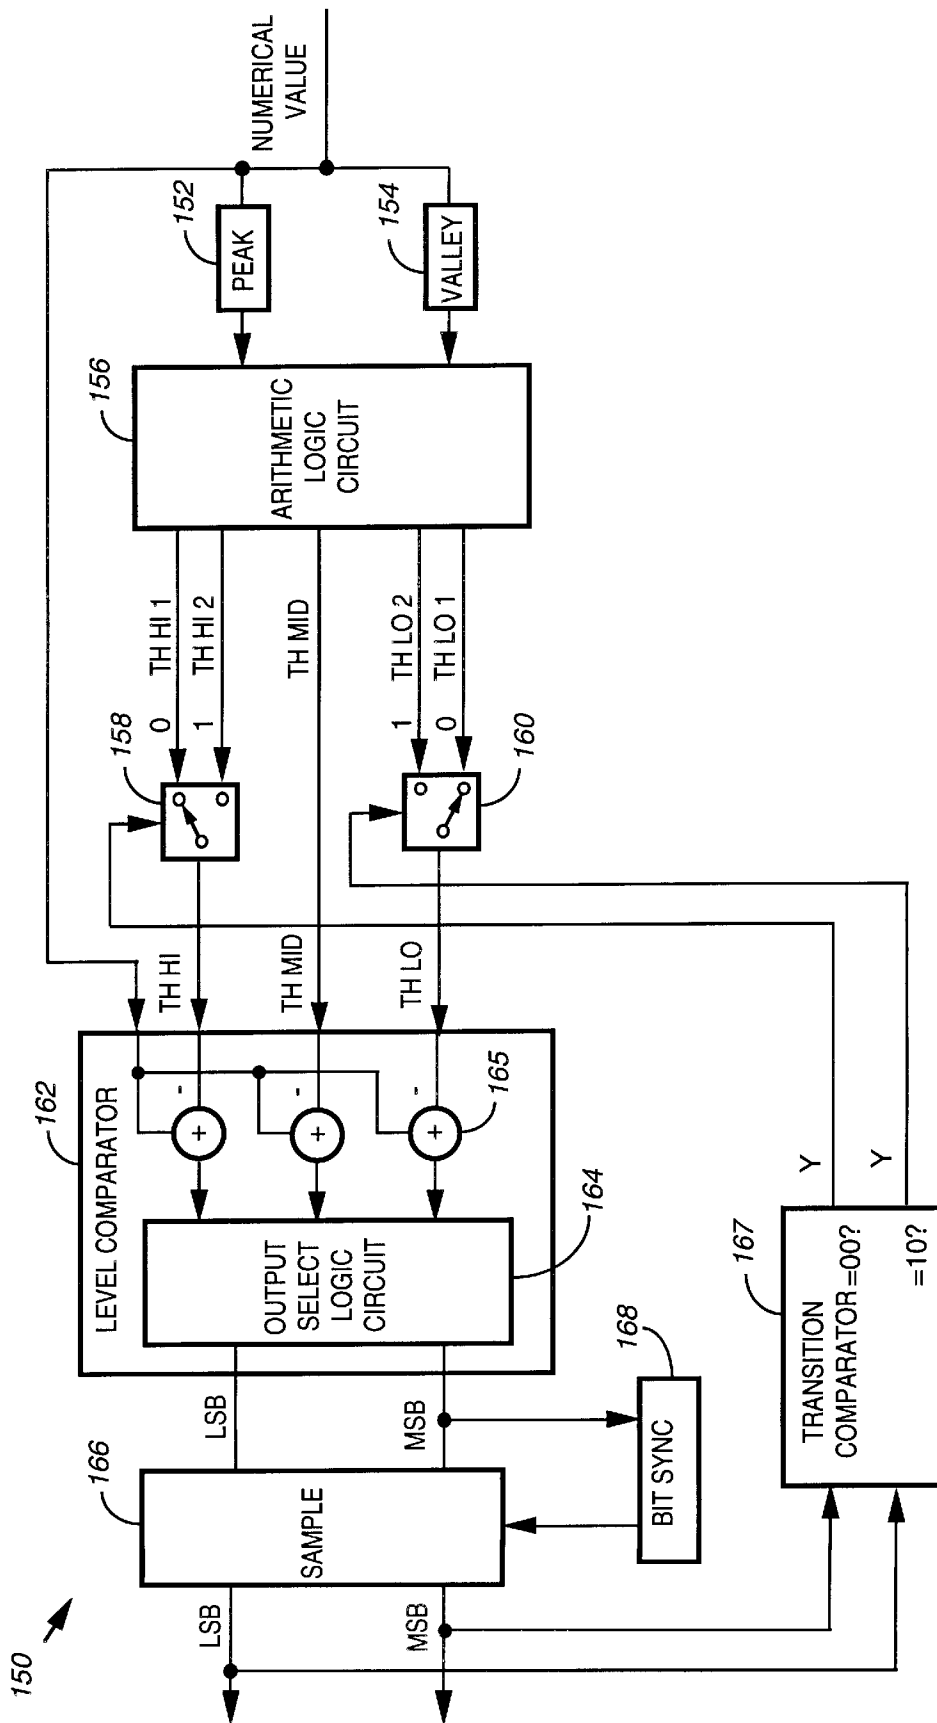 150
NUMERICAL
VALUE
152
PEAK
154
VALLEY
156
ARITHMETIC
LOGIC
CIRCUIT
0 TH HI 1
1 TH HI 2
TH MID
1 TH LO 2
0 TH LO 1
158
160
TH HI
TH MID
TH LO
162
LEVEL COMPARATOR
-
-
-
+
+
+
165
OUTPUT
SELECT
LOGIC
CIRCUIT
164
LSB
MSB
166
SAMPLE
168
BIT SYNC
LSB
MSB
167
TRANSITION
COMPARATOR =00?
=10?
Y
Y